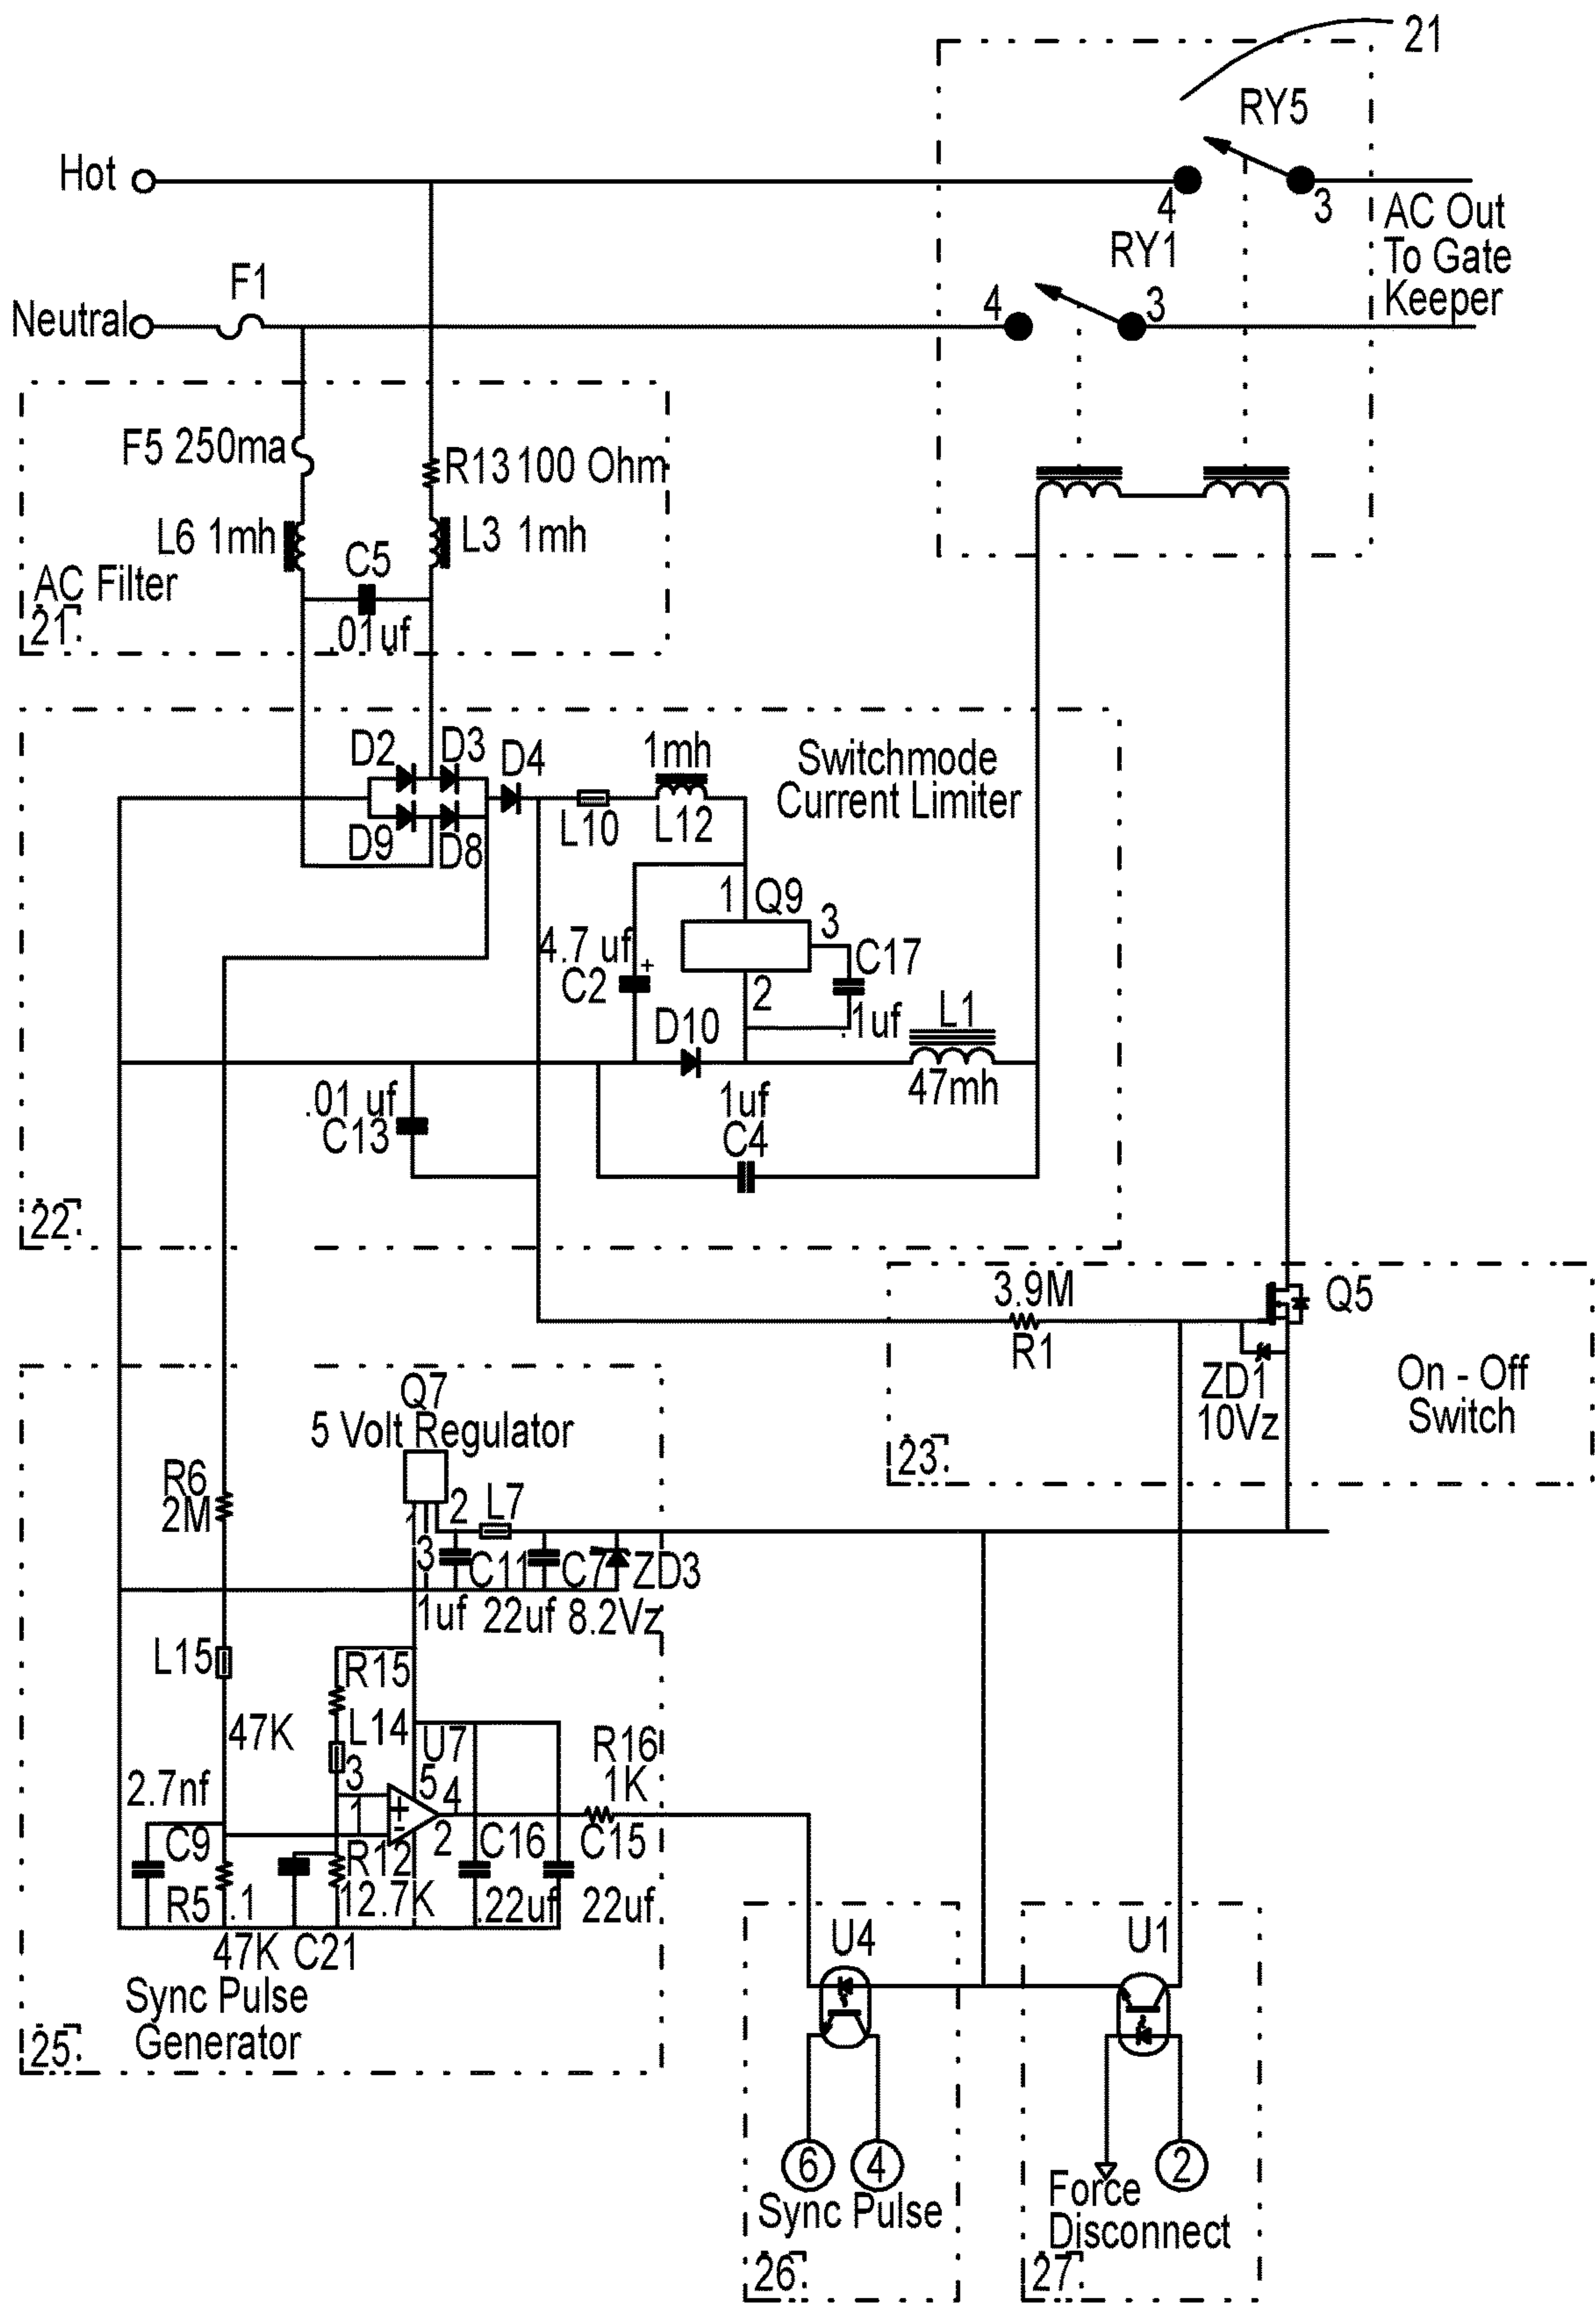 21
RY5
Hot
4
3
AC Out
To Gate
Keeper
RY1
F1
Neutral
4
3
F5 250ma
R13 100 Ohm
L6 1mh
L3 1mh
C5
AC Filter
.01uf
21
D2
D3
D4
1mh
Switchmode
Current Limiter
L10
L12
D9
D8
1
Q9
3
4.7 uf
+
C2
C17
2
.1uf
D10
L1
47mh
.01 uf
C13
1uf
C4
22
3.9M
R1
Q5
ZD1
10Vz
On - Off
Switch
23
Q7
5 Volt Regulator
R6
2M
1
2
L7
3
C11
C7
ZD3
1uf
22uf
8.2Vz
L15
R15
47K
L14
U7
R16
1K
2.7nf
3
5
4
1
+
-
2
C9
R12
C16
C15
R5
.1
12.7K
.22uf
22uf
47K
C21
Sync Pulse
Generator
25
U4
U1
6
4
2
Sync Pulse
Force
Disconnect
26
27